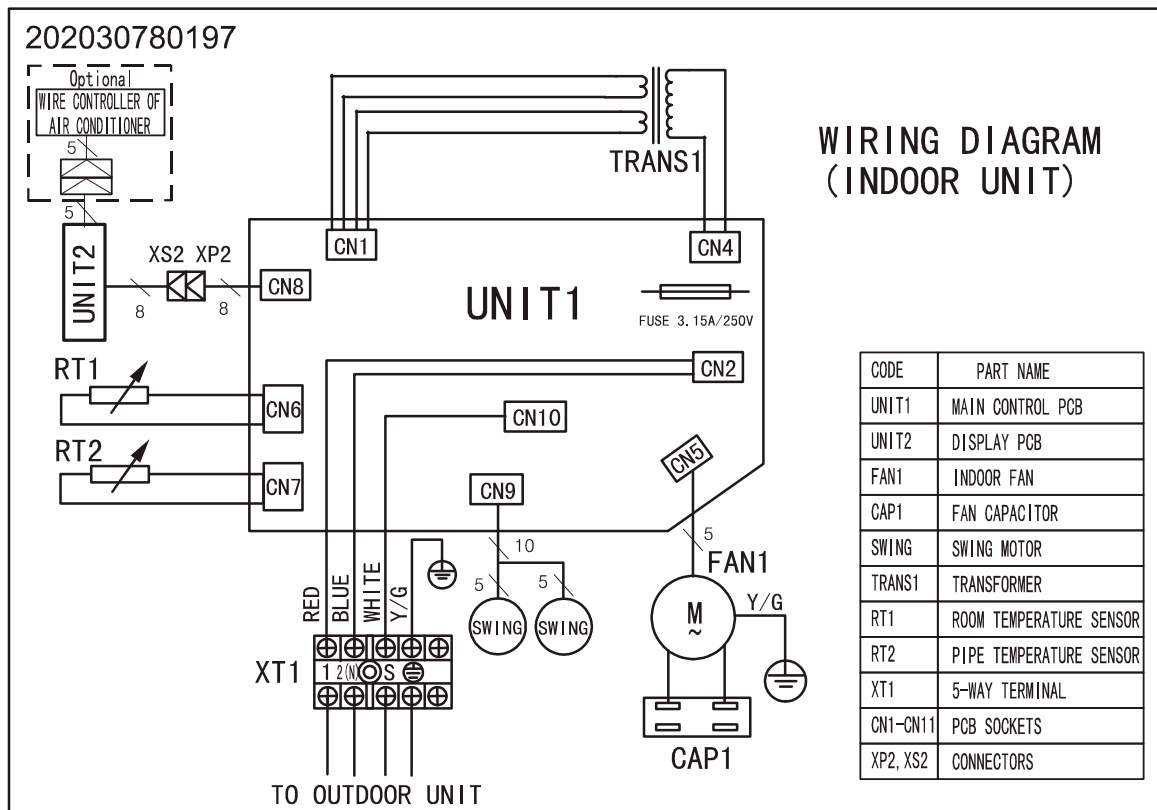 202030780197
Optional
WIRE CONTROLLER OF
AIR CONDITIONER
5
5
UNIT2
XS2 XP2
8
8
CN8
TRANS1
WIRING DIAGRAM
(INDOOR UNIT)
CN1
CN4
UNIT1
FUSE 3.15A/250V
CN2
RT1
CN6
CN10
RT2
CN7
CN5
CN9
10
5
5
SWING
SWING
5
FAN1
M
~
Y/G
CAP1
RED
BLUE
WHITE
Y/G
XT1
1 2(N) S
TO OUTDOOR UNIT
CODE PART NAME
UNIT1 MAIN CONTROL PCB
UNIT2 DISPLAY PCB
FAN1 INDOOR FAN
CAP1 FAN CAPACITOR
SWING SWING MOTOR
TRANS1 TRANSFORMER
RT1 ROOM TEMPERATURE SENSOR
RT2 PIPE TEMPERATURE SENSOR
XT1 5-WAY TERMINAL
CN1-CN11 PCB SOCKETS
XP2, XS2 CONNECTORS